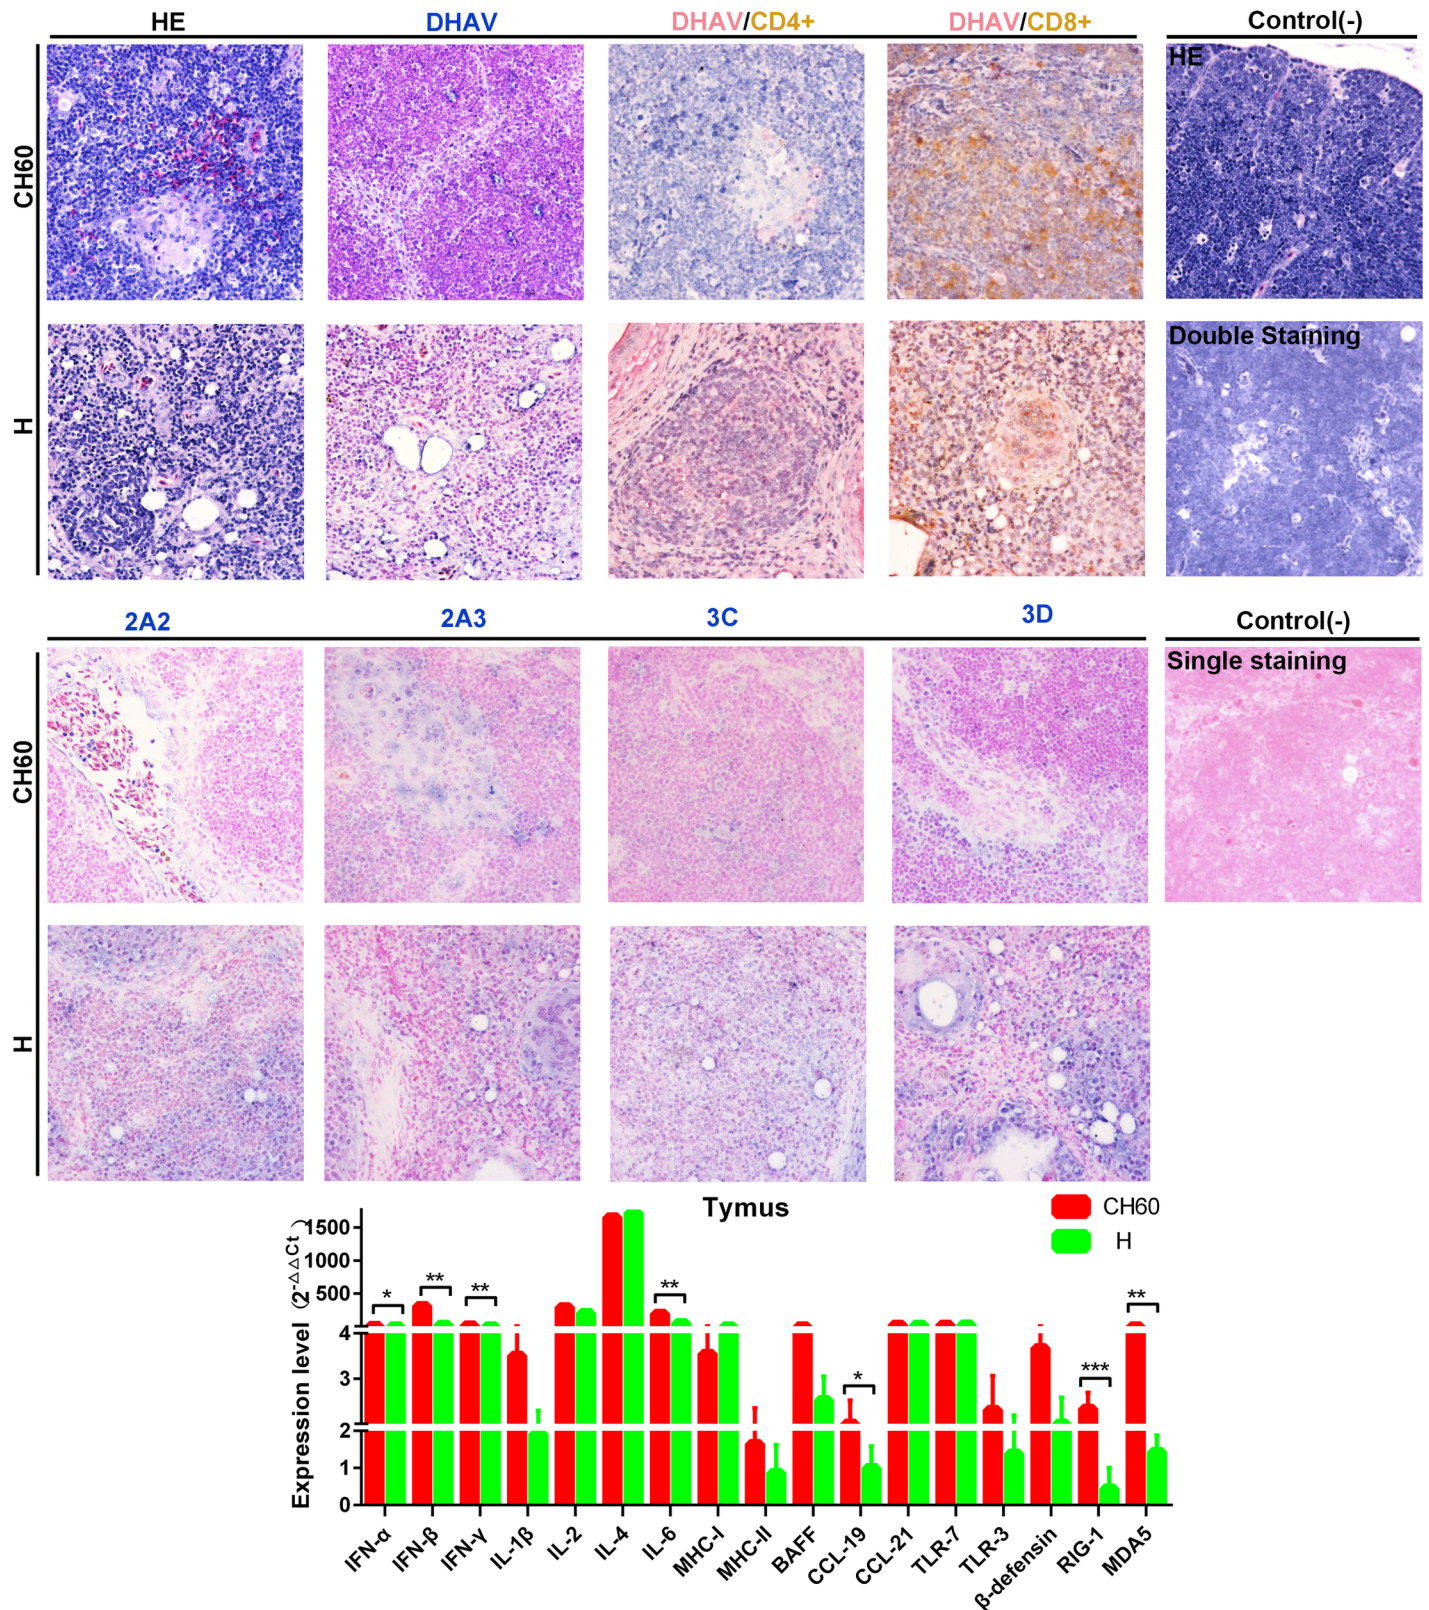 HE DHAV DHAV/CD4+ DHAV/CD8+ Control(-)
CH60
HE
H
Double Staining
2A2 2A3 3C 3D Control(-)
CH60
Single staining
H
Tymus
CH60
H
Expression level (2-△△Ct)
1500
1000
500
4
3
2
1
0
* ** ** ** * *** **
IFN-α IFN-β IFN-γ IL-1β IL-2 IL-4 IL-6 MHC-I MHC-II BAFF CCL-19 CCL-21 TLR-7 TLR-3 β-defensin RIG-1 MDA5